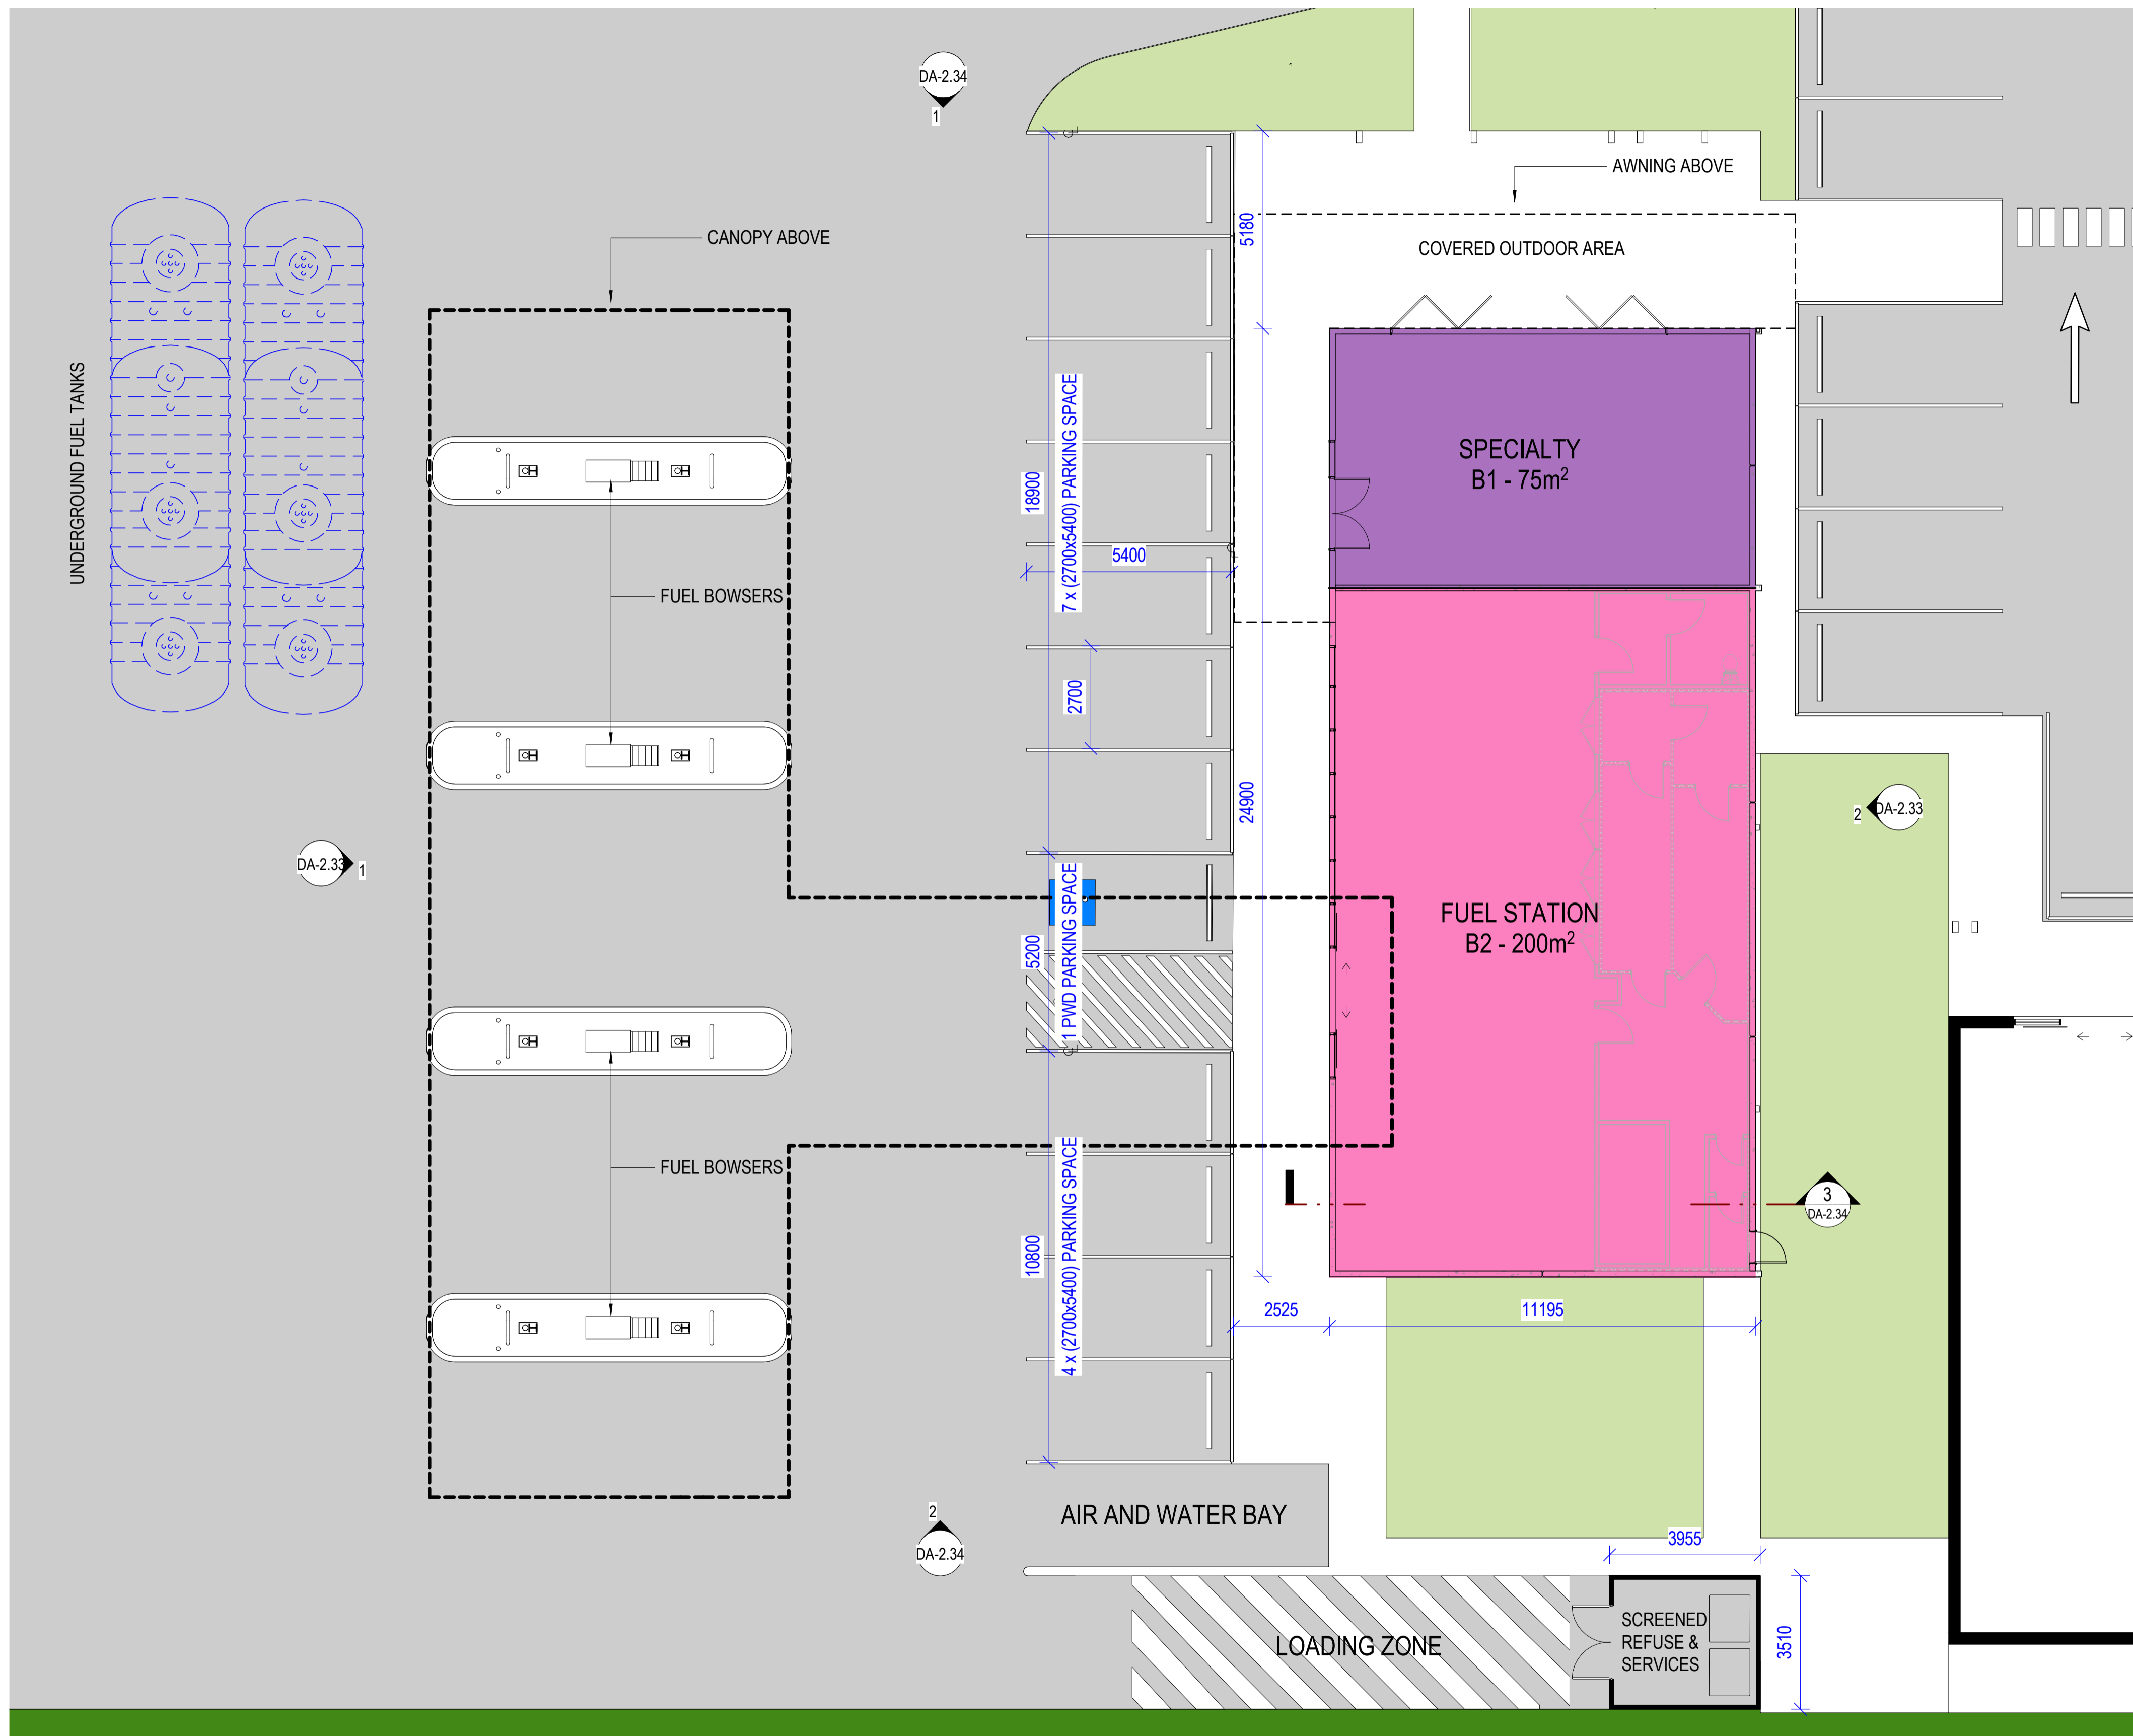 DA-2.34
1
AWNING ABOVE
CANOPY ABOVE
5180
COVERED OUTDOOR AREA
UNDERGROUND FUEL TANKS
18900
7 x (2700x5400) PARKING SPACE
5400
SPECIALTY
B1 - 75m²
FUEL BOWSERS
2700
24900
DA-2.33
1
2
DA-2.33
5200
1 PWD PARKING SPACE
FUEL STATION
B2 - 200m²
FUEL BOWSERS
10800
4 x (2700x5400) PARKING SPACE
3
DA-2.34
2525
11195
2
DA-2.34
AIR AND WATER BAY
3955
LOADING ZONE
SCREENED
REFUSE &
SERVICES
3510